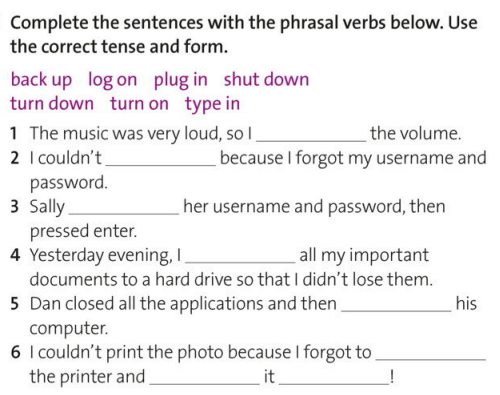 Complete the sentences with the phrasal verbs below. Use
the correct tense and form.
back up log on plug in shut down
turn down turn on type in
1 The music was very loud, so I ____________ the volume.
2 I couldn't ____________ because I forgot my username and
password.
3 Sally ____________ her username and password, then
pressed enter.
4 Yesterday evening, I ____________ all my important
documents to a hard drive so that I didn't lose them.
5 Dan closed all the applications and then ____________ his
computer.
6 I couldn't print the photo because I forgot to ____________
the printer and ____________ it ____________!